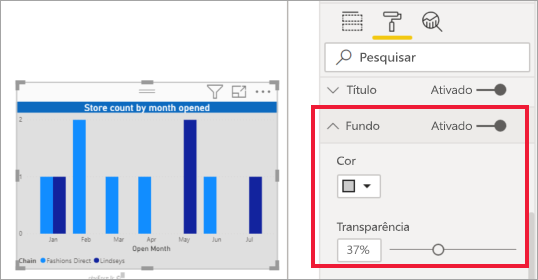 Store count by month opened
2
1
0
Jan
Feb
Mar
Apr
May
Jun
Jul
Open Month
Chain
Fashions Direct
Lindseys
Pesquisar
Título
Ativado
Fundo
Ativado
Cor
Transparência
37%